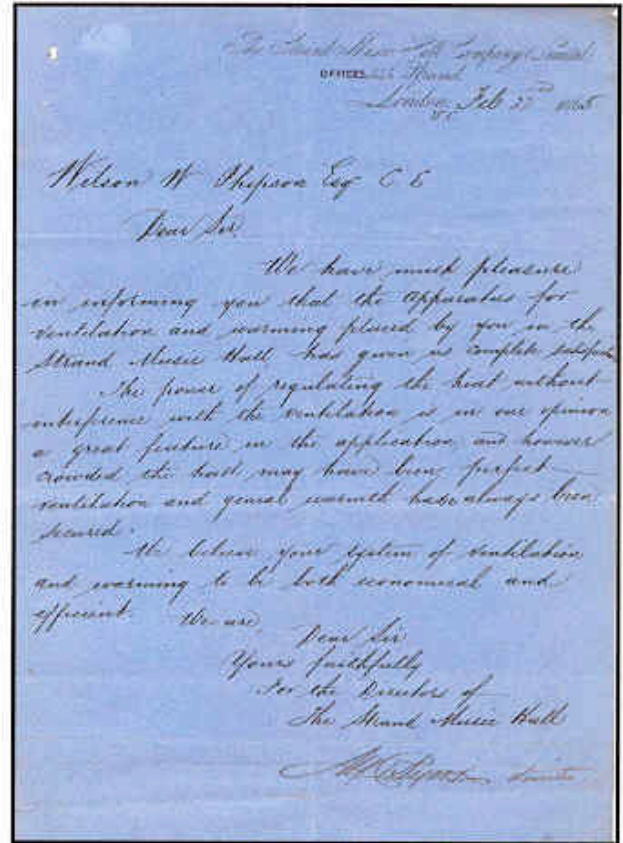 The Strand Music Hall Company Limited
OFFICES Strand
London Feb 1865
W.C.
Wilson W Phipson Esq C E
Dear Sir
We have much pleasure
in informing you that the apparatus for
ventilation and warming placed by you in the
Strand Music Hall has given us complete satisfaction
The power of regulating the heat without
interference with the ventilation is in our opinion
a great feature in the application, and however
crowded the hall may have been, perfect
ventilation and genial warmth have always been
secured.
We believe your system of ventilation
and warming to be both economical and
efficient.
We are
Dear Sir
Yours faithfully
For the Directors of
The Strand Music Hall